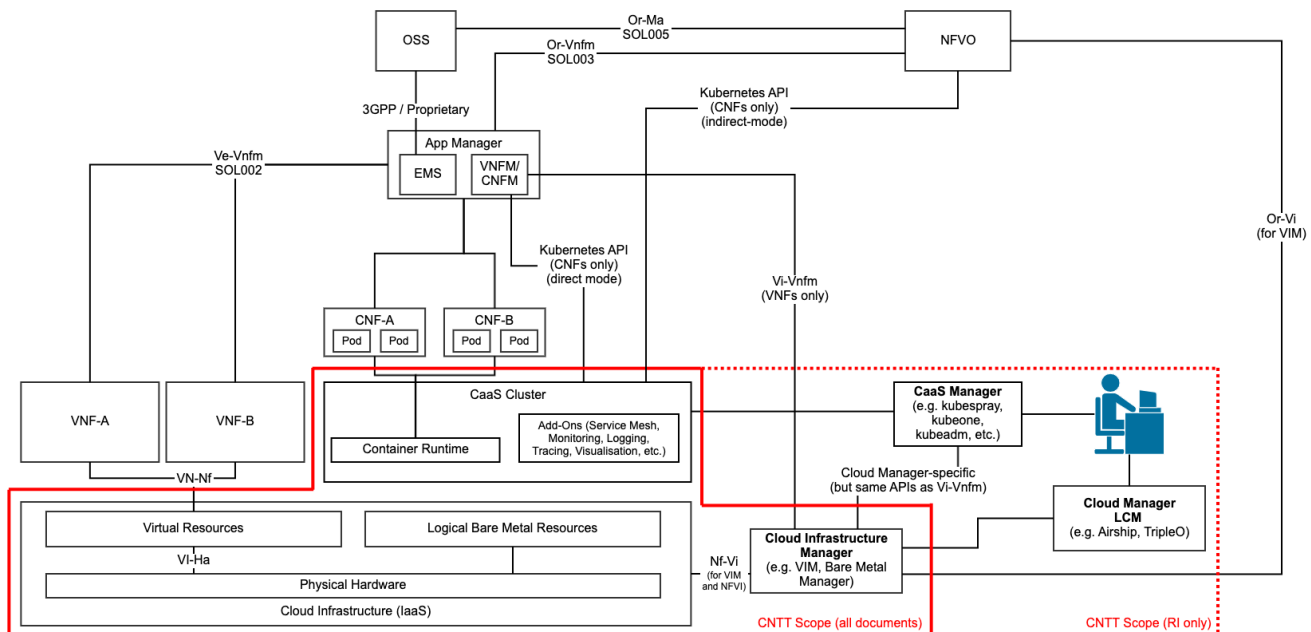 Or-Ma
SOL005
OSS
NFVO
Or-Vnfm
SOL003
3GPP / Proprietary
Kubernetes API
(CNFs only)
(indirect-mode)
App Manager
EMS
VNFM/
CNFM
Ve-Vnfm
SOL002
Or-Vi
(for VIM)
Kubernetes API
(CNFs only)
(direct mode)
Vi-Vnfm
(VNFs only)
CNF-A
Pod
Pod
CNF-B
Pod
Pod
VNF-A
VNF-B
CaaS Cluster
Container Runtime
Add-Ons (Service Mesh,
Monitoring, Logging,
Tracing, Visualisation, etc.)
CaaS Manager
(e.g. kubespray,
kubeone,
kubeadm, etc.)
VN-Nf
Cloud Manager-specific
(but same APIs as Vi-Vnfm)
Cloud Manager
LCM
(e.g. Airship, TripleO)
Virtual Resources
Logical Bare Metal Resources
VI-Ha
Physical Hardware
Cloud Infrastructure (IaaS)
Nf-Vi
(for VIM
and NFVI)
Cloud Infrastructure
Manager
(e.g. VIM, Bare Metal
Manager)
CNTT Scope (all documents)
CNTT Scope (RI only)